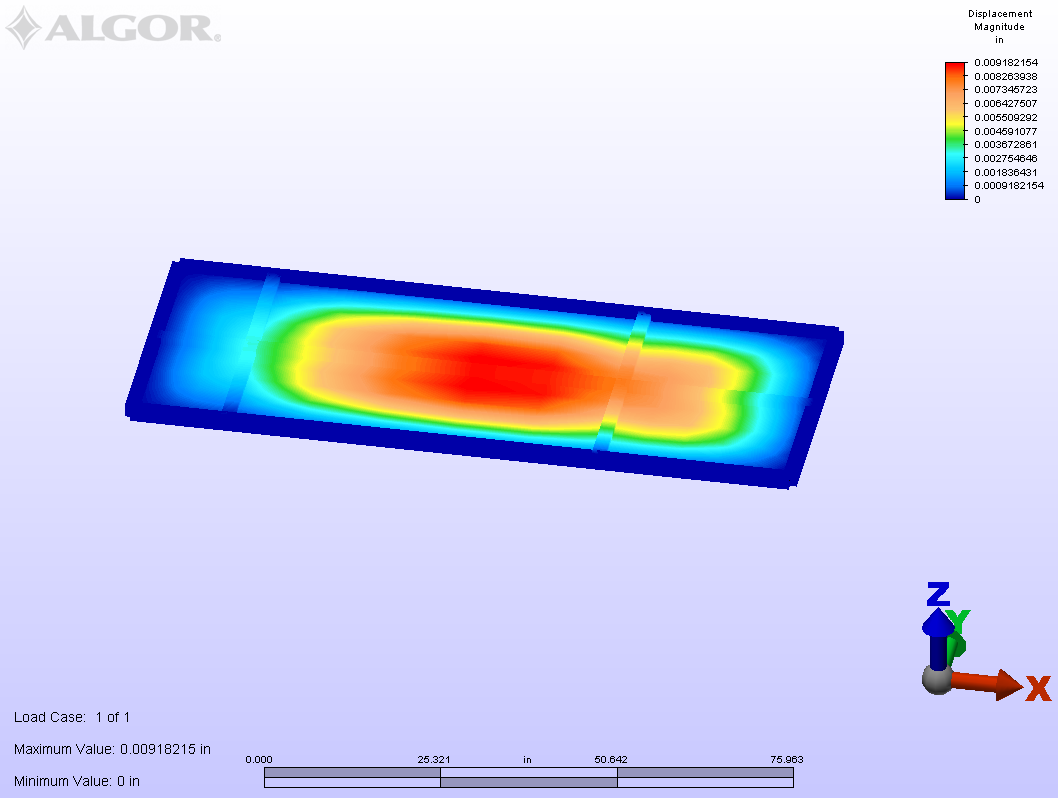 ALGOR®
Displacement
Magnitude
in
0.009182154
0.008263938
0.007345723
0.006427507
0.005509292
0.004591077
0.003672861
0.002754646
0.001836431
0.0009182154
0
Z
Y
X
Load Case: 1 of 1
Maximum Value: 0.00918215 in
Minimum Value: 0 in
0.000 25.321 in 50.642 75.963